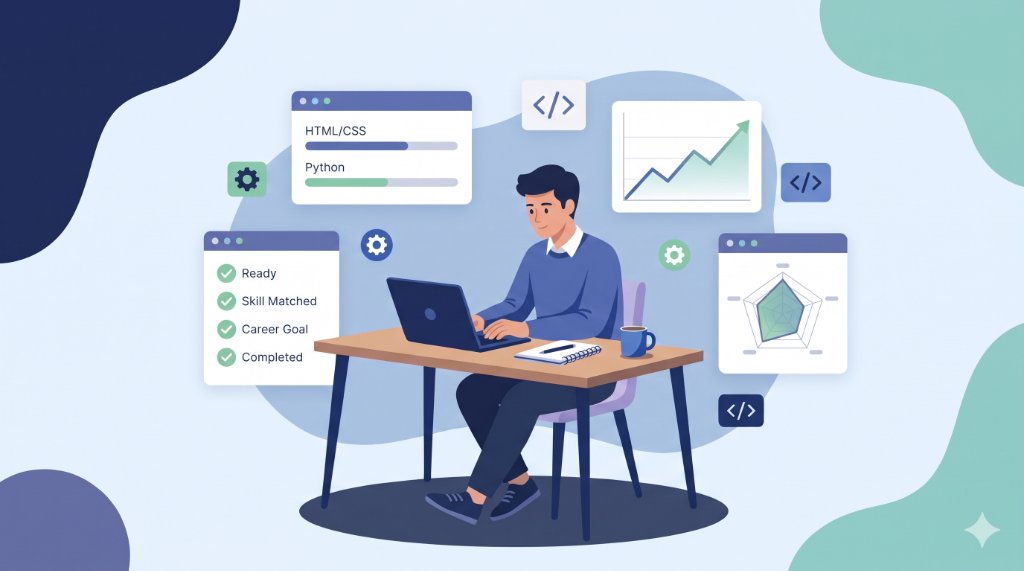 </>
HTML/CSS
Python
</>
Ready
Skill Matched
Career Goal
Completed
</>